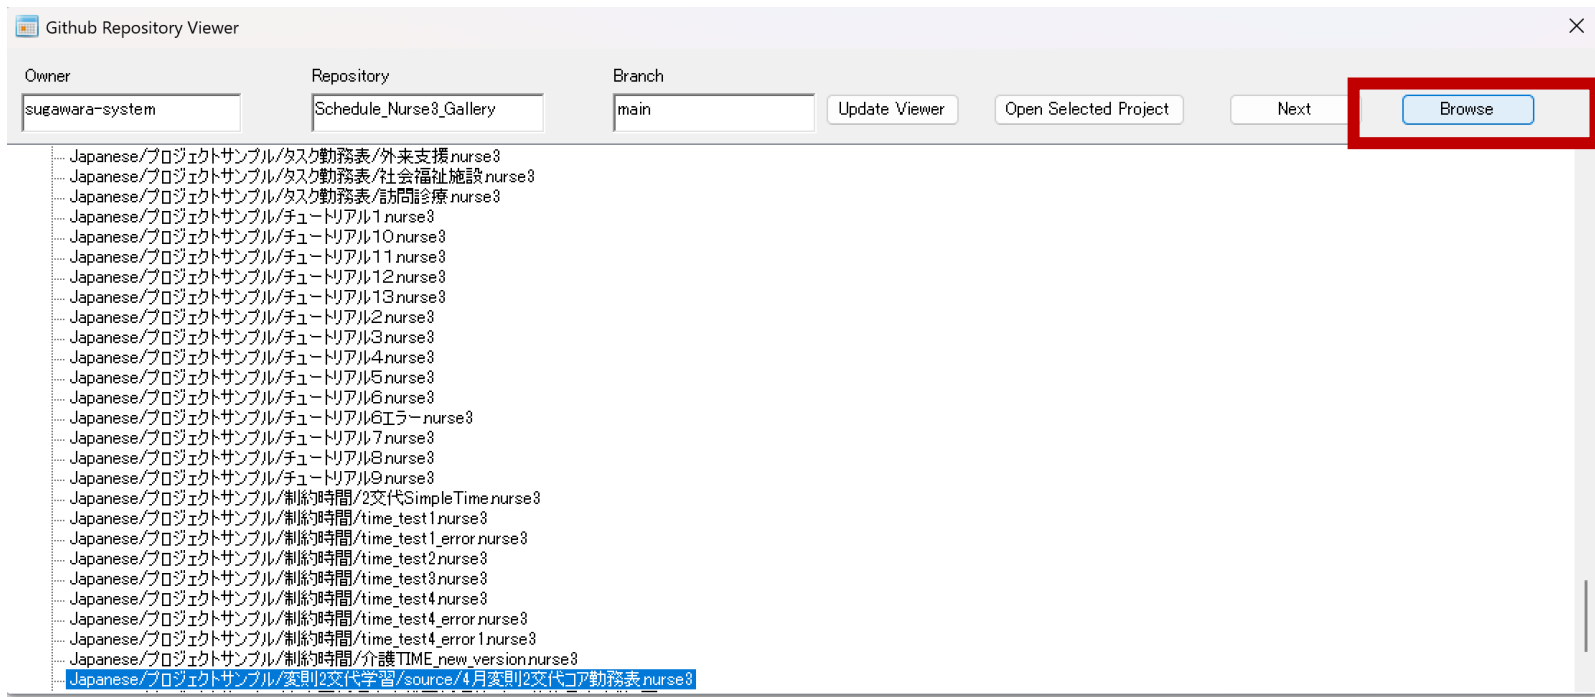 Github Repository Viewer
Owner Repository Branch
sugawara-system Schedule_Nurse3_Gallery main Update Viewer Open Selected Project Next Browse
Japanese/プロジェクトサンプル/タスク勤務表/外来支援.nurse3
Japanese/プロジェクトサンプル/タスク勤務表/社会福祉施設.nurse3
Japanese/プロジェクトサンプル/タスク勤務表/訪問診療.nurse3
Japanese/プロジェクトサンプル/チュートリアル1.nurse3
Japanese/プロジェクトサンプル/チュートリアル10.nurse3
Japanese/プロジェクトサンプル/チュートリアル11.nurse3
Japanese/プロジェクトサンプル/チュートリアル12.nurse3
Japanese/プロジェクトサンプル/チュートリアル13.nurse3
Japanese/プロジェクトサンプル/チュートリアル2.nurse3
Japanese/プロジェクトサンプル/チュートリアル3.nurse3
Japanese/プロジェクトサンプル/チュートリアル4.nurse3
Japanese/プロジェクトサンプル/チュートリアル5.nurse3
Japanese/プロジェクトサンプル/チュートリアル6.nurse3
Japanese/プロジェクトサンプル/チュートリアル6エラー.nurse3
Japanese/プロジェクトサンプル/チュートリアル7.nurse3
Japanese/プロジェクトサンプル/チュートリアル8.nurse3
Japanese/プロジェクトサンプル/チュートリアル9.nurse3
Japanese/プロジェクトサンプル/制約時間/2交代SimpleTime.nurse3
Japanese/プロジェクトサンプル/制約時間/time_test1.nurse3
Japanese/プロジェクトサンプル/制約時間/time_test1_error.nurse3
Japanese/プロジェクトサンプル/制約時間/time_test2.nurse3
Japanese/プロジェクトサンプル/制約時間/time_test3.nurse3
Japanese/プロジェクトサンプル/制約時間/time_test4.nurse3
Japanese/プロジェクトサンプル/制約時間/time_test4_error.nurse3
Japanese/プロジェクトサンプル/制約時間/time_test4_error1.nurse3
Japanese/プロジェクトサンプル/制約時間/介護TIME_new_version.nurse3
Japanese/プロジェクトサンプル/変則2交代学習/source/4月変則2交代コア勤務表.nurse3